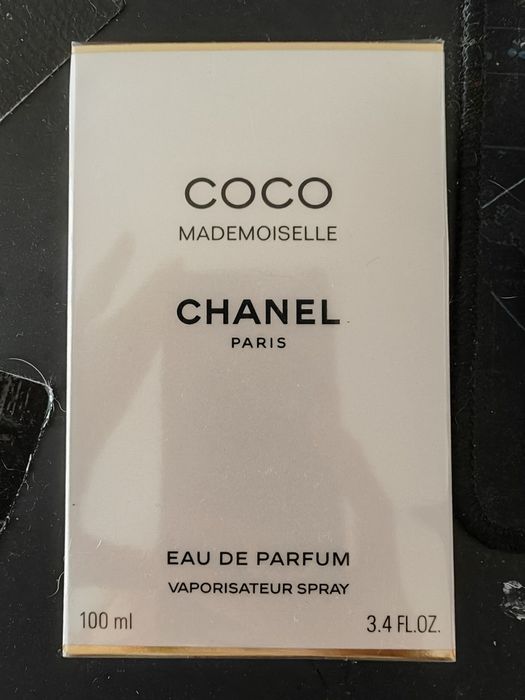 COCO
MADEMOISELLE
CHANEL
PARIS
EAU DE PARFUM
VAPORISATEUR SPRAY
100 ml 3.4 FL.OZ.